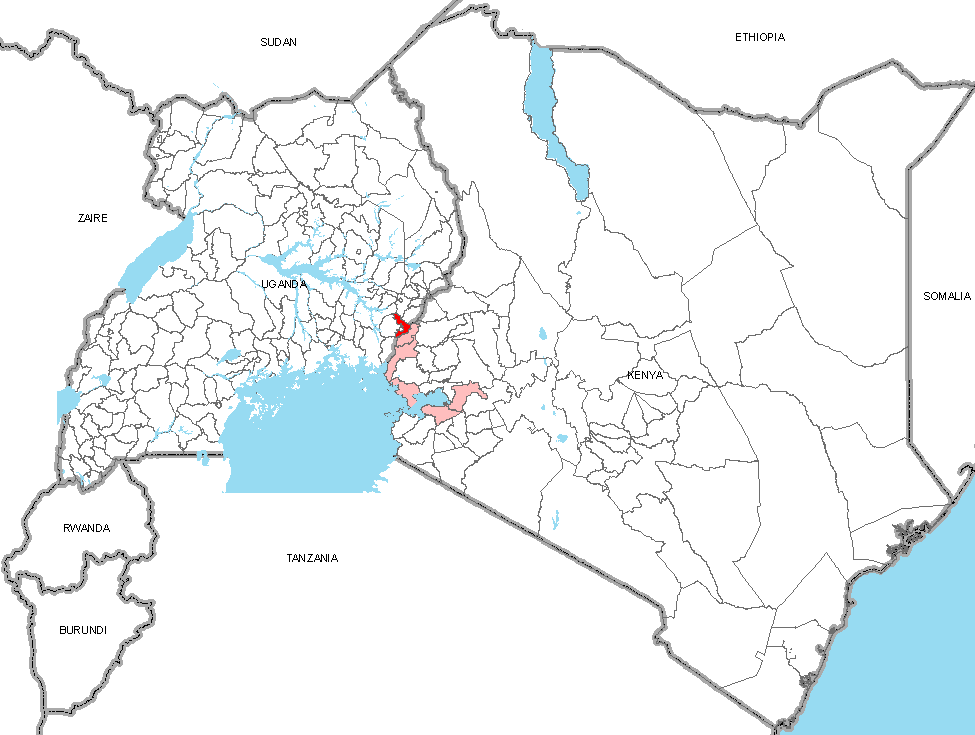 ETHIOPIA
SUDAN
ZAIRE
UGANDA
SOMALIA
KENYA
RWANDA
TANZANIA
BURUNDI